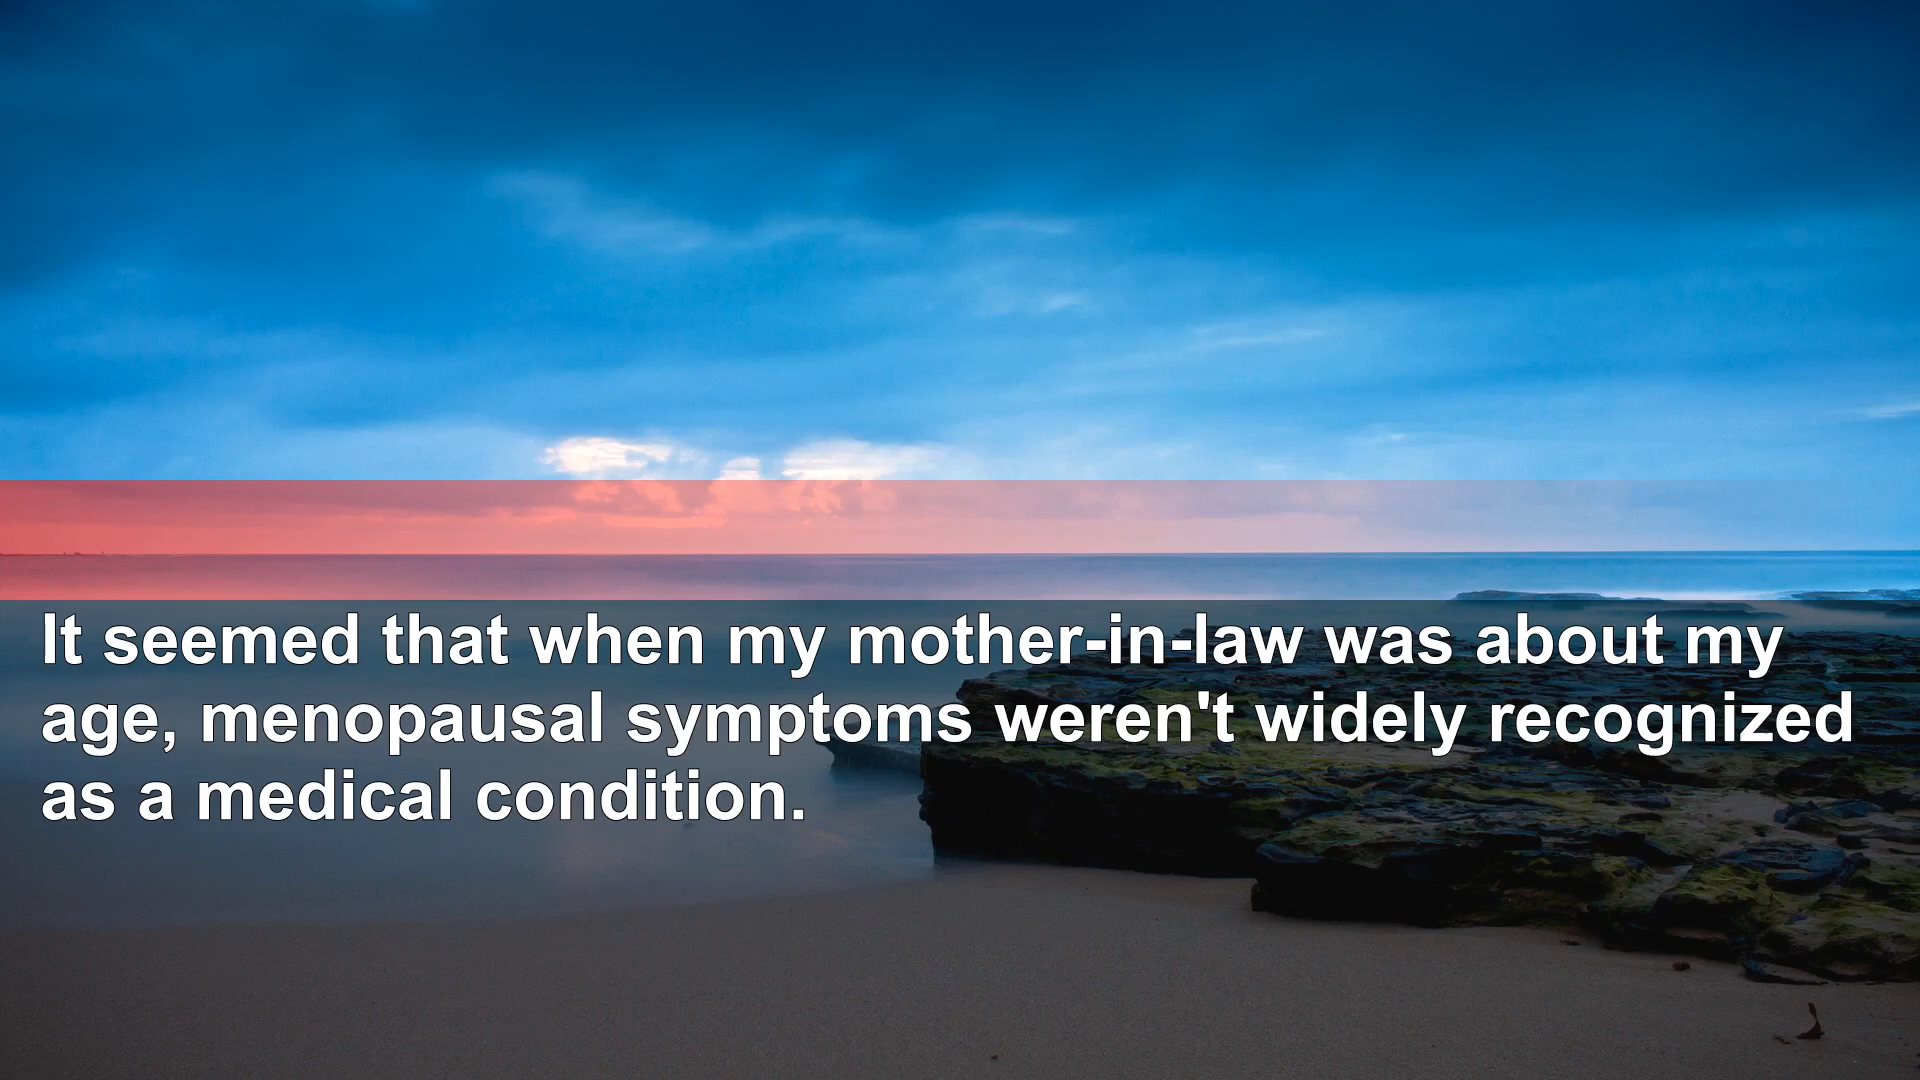 It seemed that when my mother-in-law was about my
age, menopausal symptoms weren't widely recognized
as a medical condition.